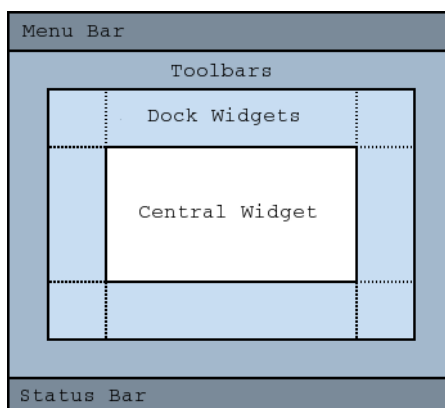 Menu Bar
Toolbars
Dock Widgets
Central Widget
Status Bar